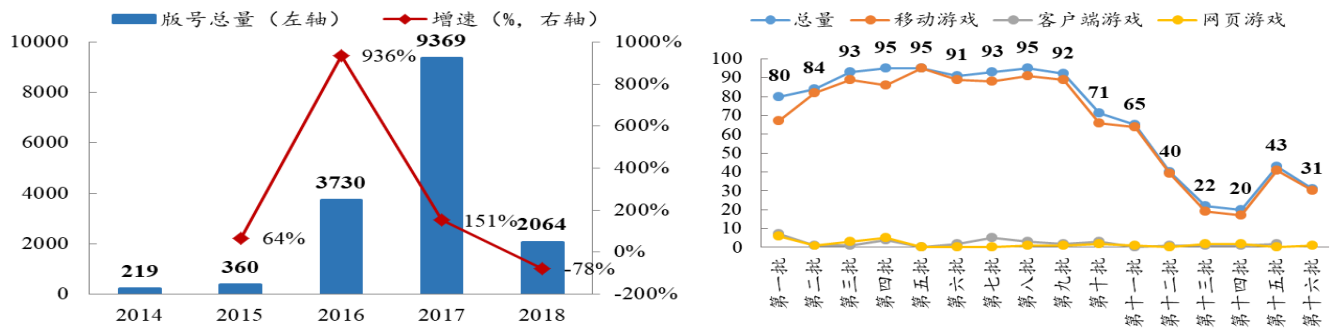 版号总量（左轴） 增速（%，右轴）
10000
8000
6000
4000
2000
0
1000%
800%
600%
400%
200%
0%
-200%
219
360
3730
9369
2064
64%
936%
151%
-78%
2014 2015 2016 2017 2018
总量 移动游戏 客户端游戏 网页游戏
100
90
80
70
60
50
40
30
20
10
0
80 84 93 95 95 91 93 95 92 71 65 40 22 20 43 31
第一批
第二批
第三批
第四批
第五批
第六批
第七批
第八批
第九批
第十批
第十一批
第十二批
第十三批
第十四批
第十五批
第十六批